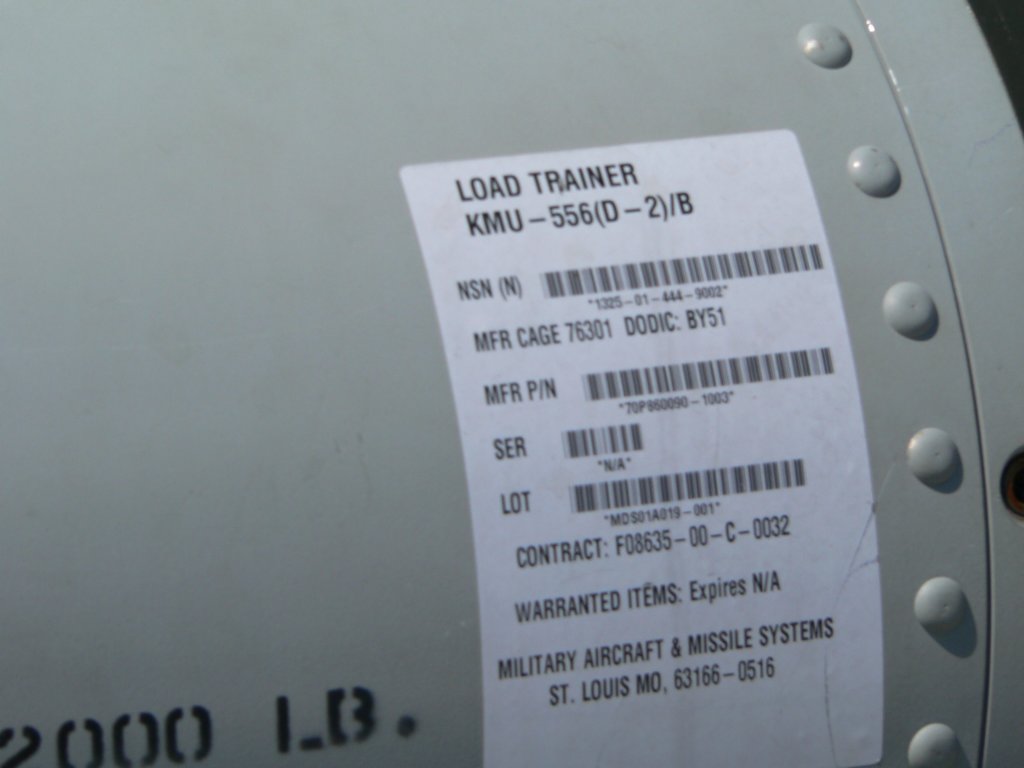 LOAD TRAINER
KMU-556(D-2)/B
NSN (N)
"1325-01-444-9002"
MFR CAGE 76301 DODIC: BY51
MFR P/N
"70P860090-1003"
SER
"N/A"
LOT
"MDS01A019-001"
CONTRACT: F08635-00-C-0032
WARRANTED ITEMS: Expires N/A
MILITARY AIRCRAFT & MISSILE SYSTEMS
ST. LOUIS MO, 63166-0516
2000 LB.